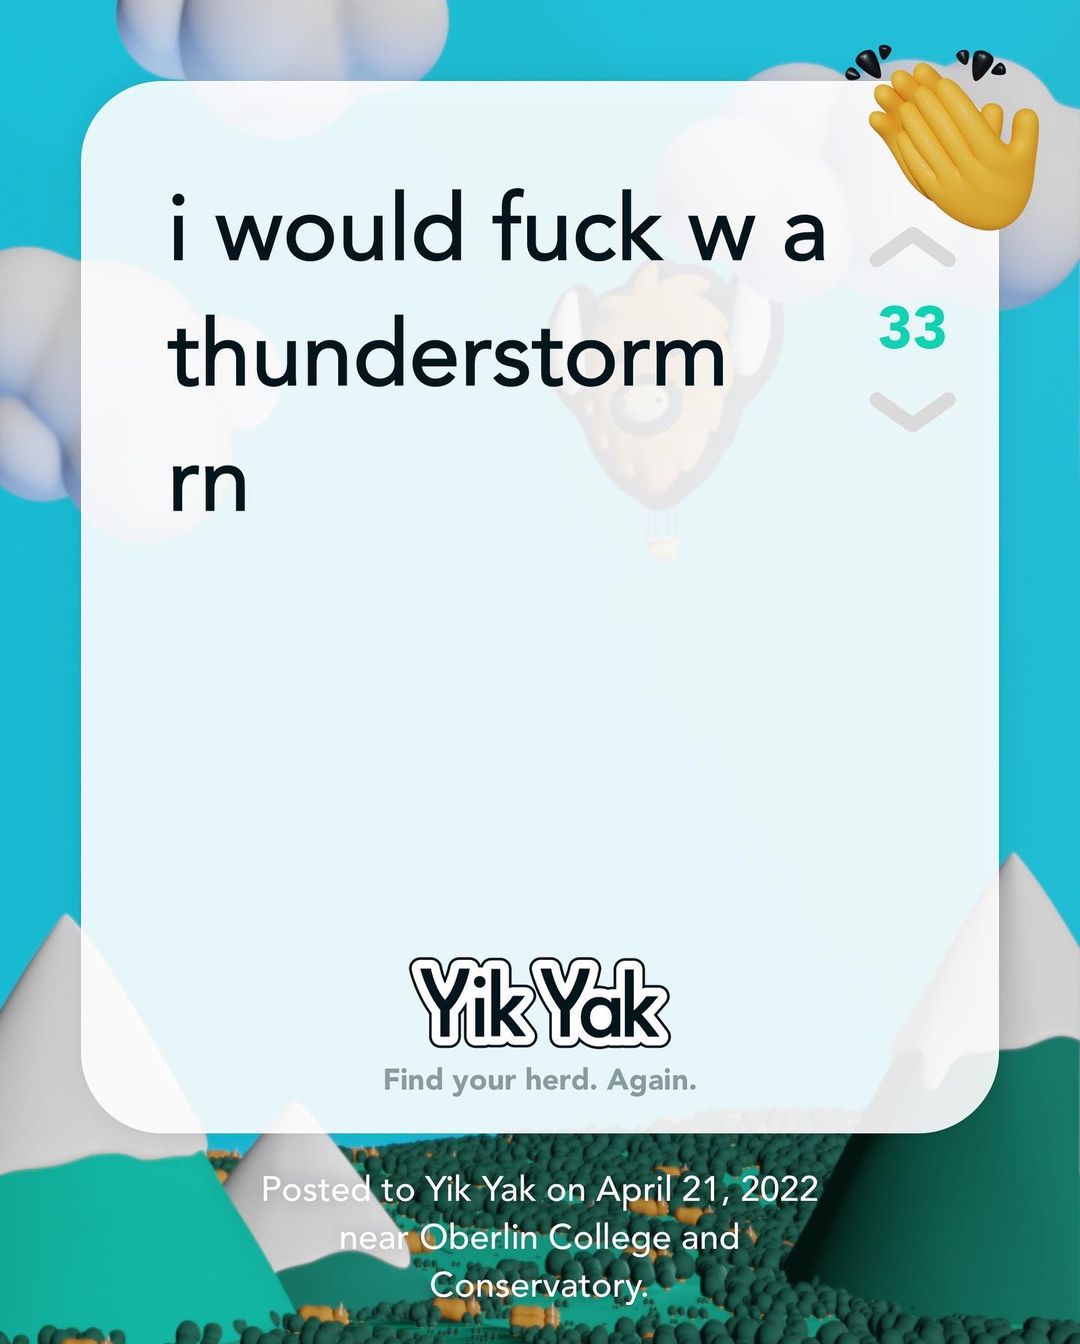 i would fuck w a
thunderstorm
rn
33
Yik Yak
Find your herd. Again.
Posted to Yik Yak on April 21, 2022
near Oberlin College and
Conservatory.